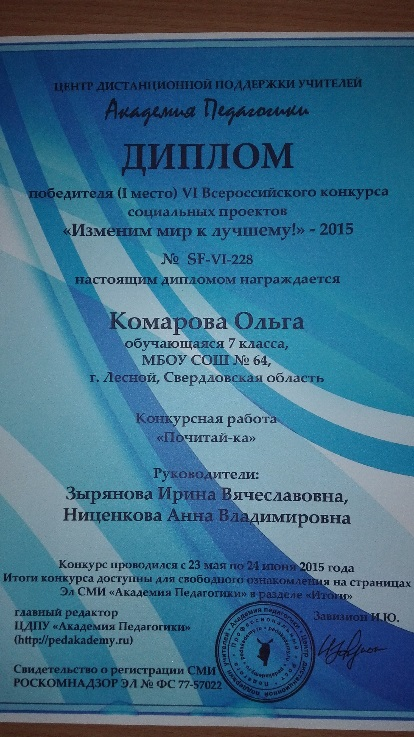 ЦЕНТР ДИСТАНЦИОННОЙ ПОДДЕРЖКИ УЧИТЕЛЕЙ
Академия Педагогики
ДИПЛОМ
победителя (I место) VI Всероссийского конкурса
социальных проектов
«Изменим мир к лучшему!» - 2015
№ SF-VI-228
настоящим дипломом награждается
Комарова Ольга
обучающаяся 7 класса,
МБОУ СОШ № 64,
г. Лесной, Свердловская область
Конкурсная работа
«Почитай-ка»
Руководители:
Зырянова Ирина Вячеславовна,
Ниценкова Анна Владимировна
Конкурс проводился с 23 мая по 24 июня 2015 года
Итоги конкурса доступны для свободного ознакомления на страницах
Эл СМИ «Академия Педагогики» в разделе «Итоги»
главный редактор
ЦДПУ «Академия Педагогики»
(http://pedakademy.ru)
Завизион И.Ю.
Свидетельство о регистрации СМИ
РОСКОМНАДЗОР ЭЛ № ФС 77-57022